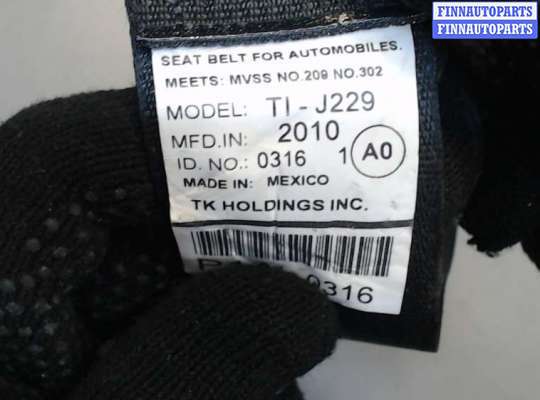 FINNAUTOPARTS
FINNAUTOPARTS
SEAT BELT FOR AUTOMOBILES.
MEETS: MVSS NO.209 NO.302
MODEL: TI-J229
MFD.IN: 2010
ID. NO.: 0316 1 A0
MADE IN: MEXICO
TK HOLDINGS INC.
0316